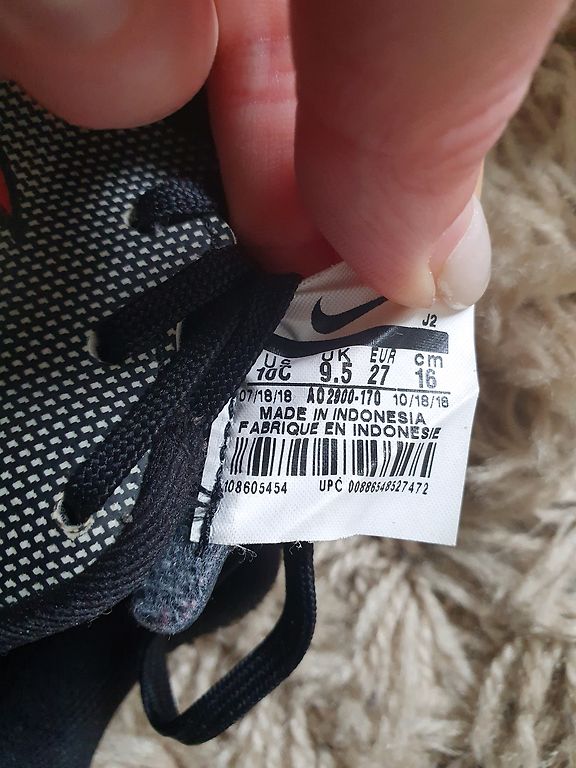 J2
US UK EUR cm
10C 9.5 27 16
07/18/18 AO2900-170 10/18/18
MADE IN INDONESIA
FABRIQUE EN INDONESIE
108605454 UPC 00886548527472